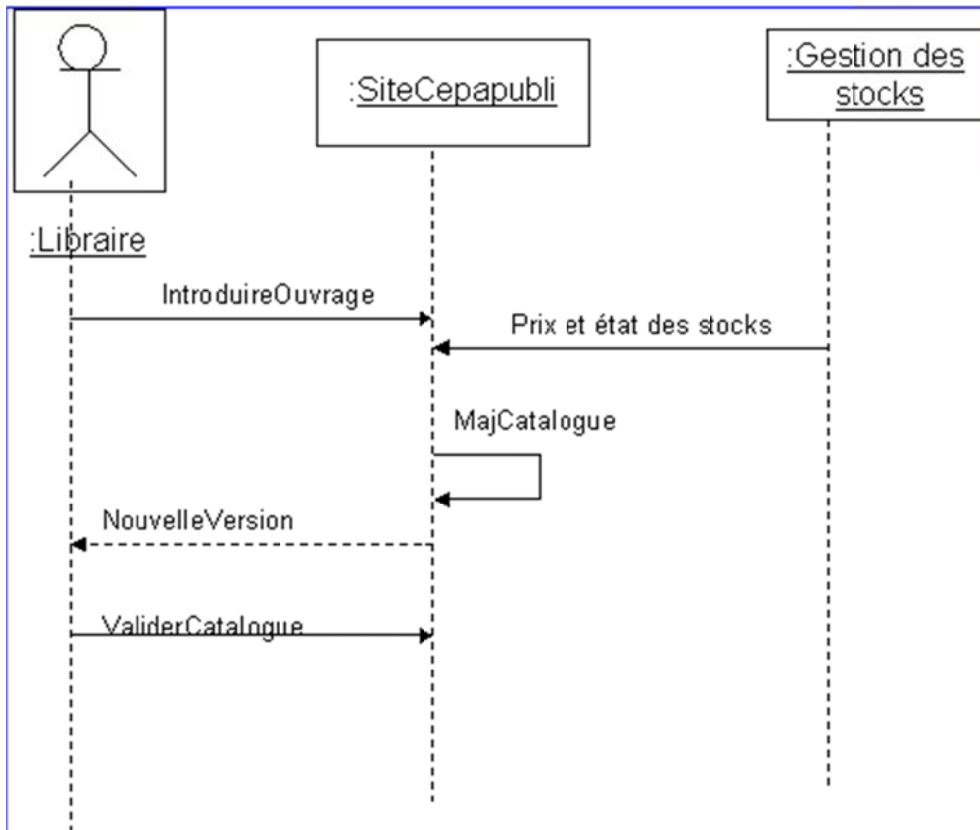 :SiteCepapubli
:Gestion des
stocks
:Libraire
IntroduireOuvrage
Prix et état des stocks
MajCatalogue
NouvelleVersion
ValiderCatalogue